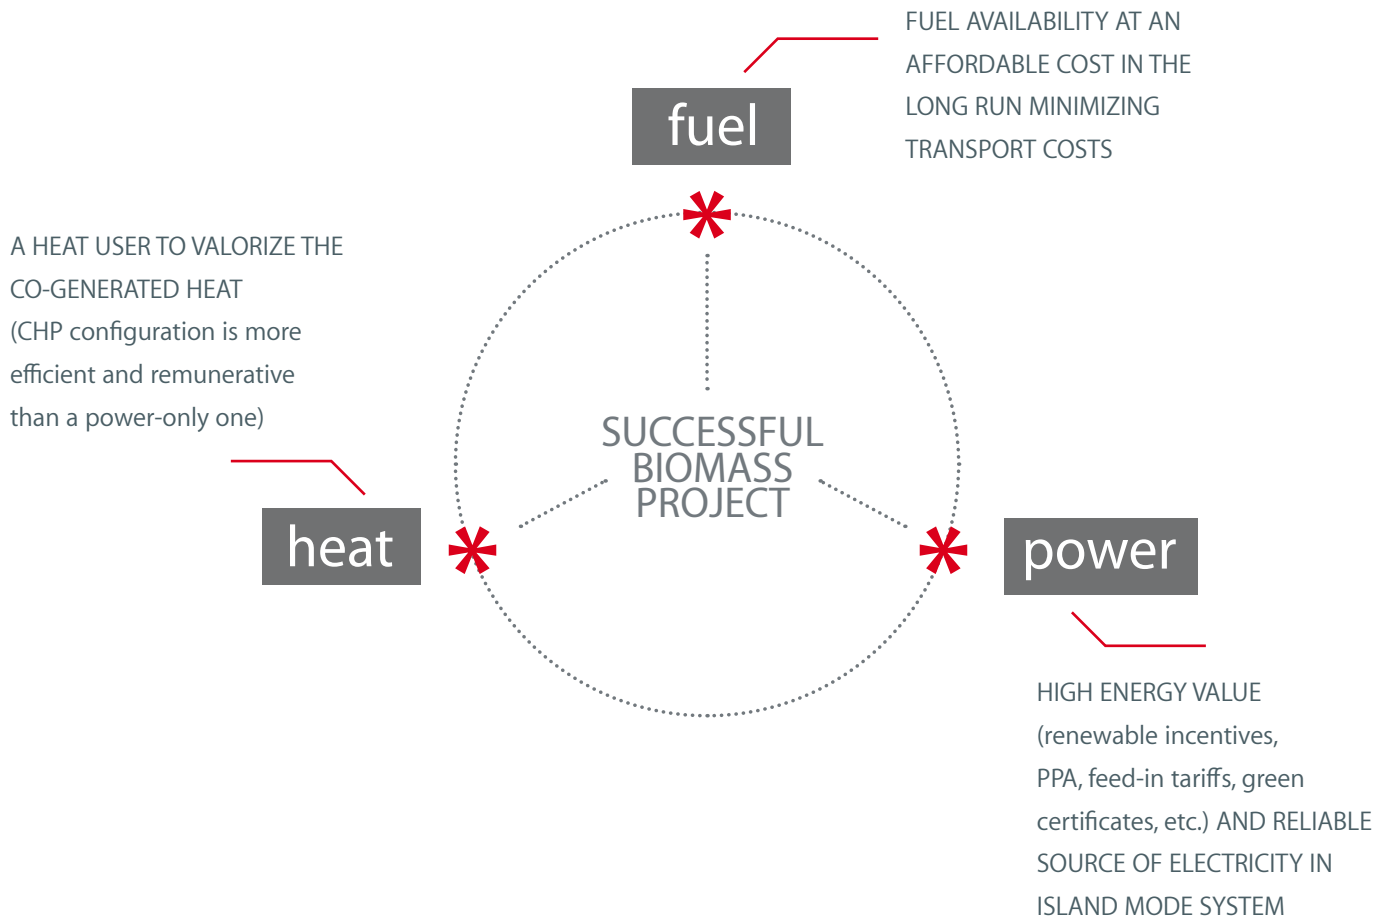 FUEL AVAILABILITY AT AN
AFFORDABLE COST IN THE
LONG RUN MINIMIZING
TRANSPORT COSTS
fuel
A HEAT USER TO VALORIZE THE
CO-GENERATED HEAT
(CHP configuration is more
efficient and remunerative
than a power-only one)
SUCCESSFUL
BIOMASS
PROJECT
heat
power
HIGH ENERGY VALUE
(renewable incentives,
PPA, feed-in tariffs, green
certificates, etc.) AND RELIABLE
SOURCE OF ELECTRICITY IN
ISLAND MODE SYSTEM